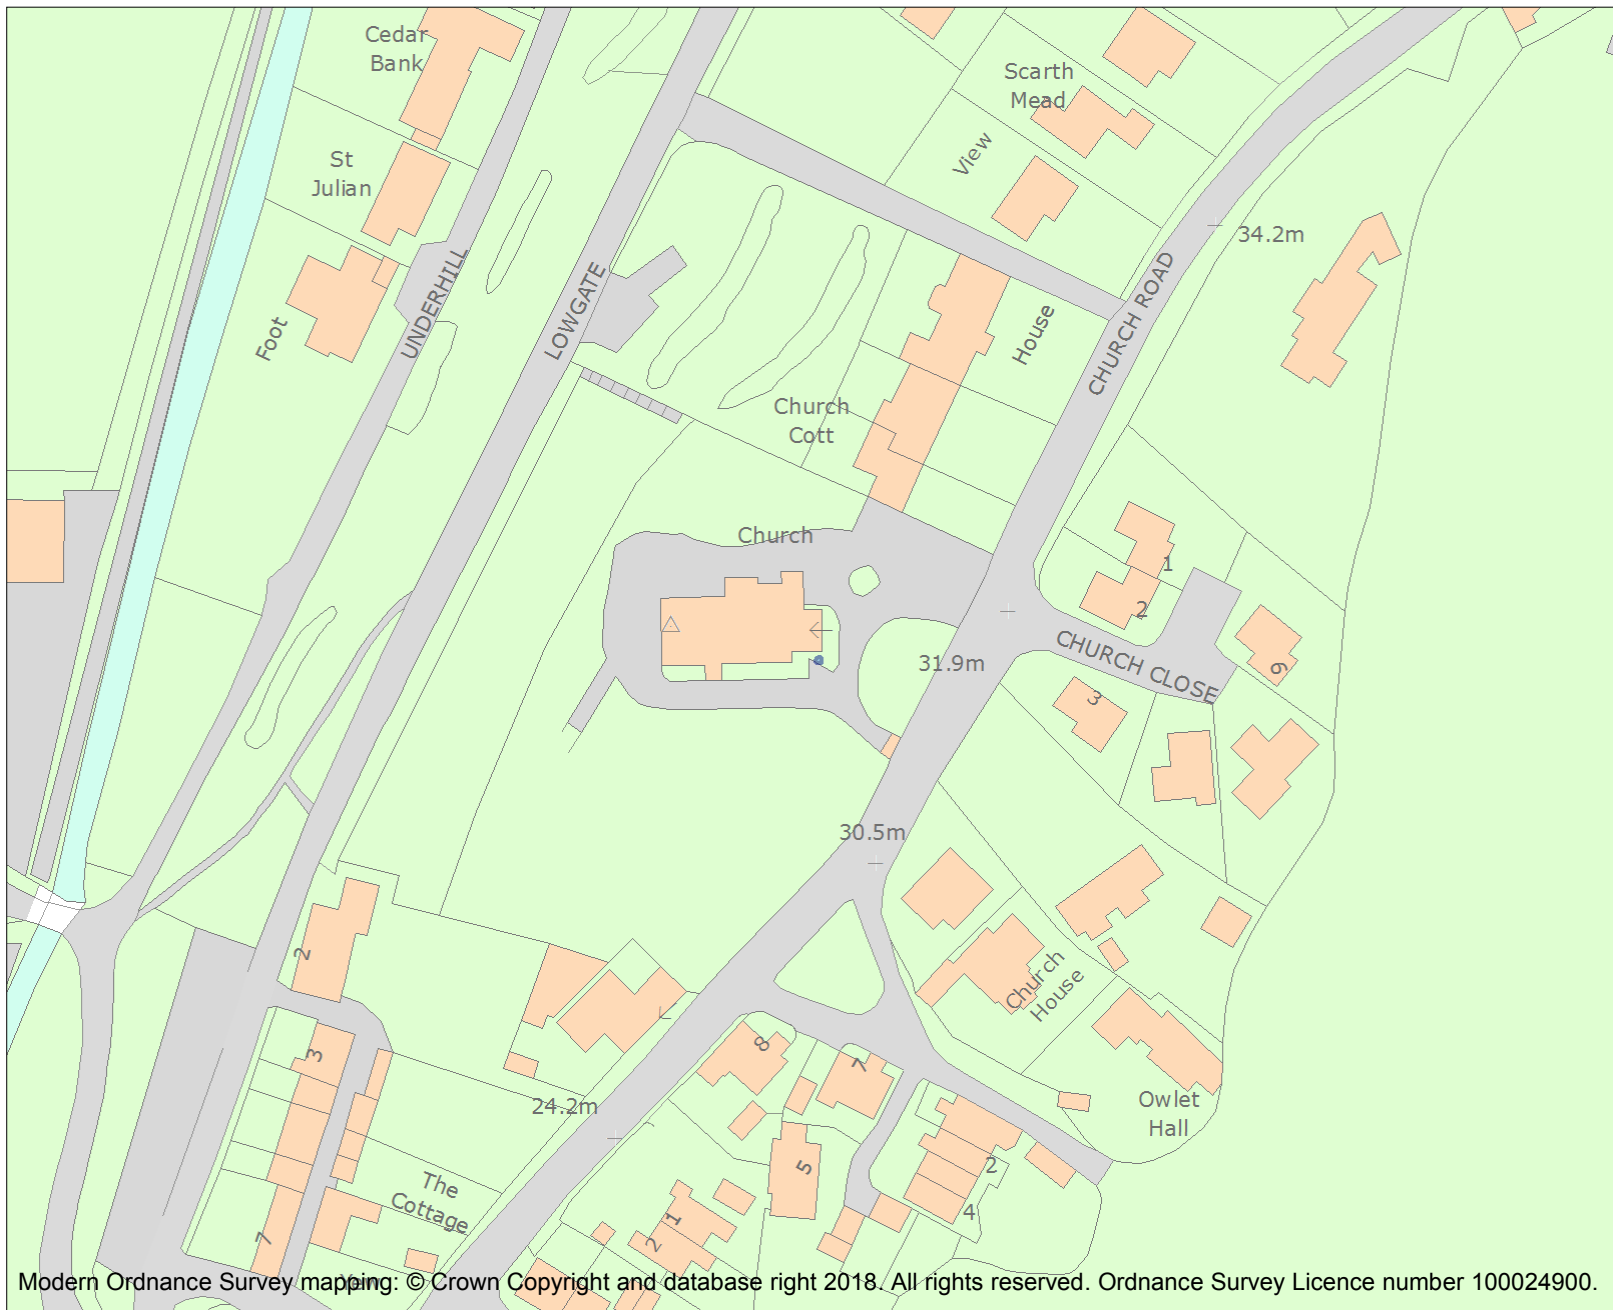 Cedar
Bank
Scarth
Mead
View
St
Julian
34.2m
UNDERHILL
LOWGATE
CHURCH ROAD
House
Foot
Church
Cott
Church
1
2
CHURCH CLOSE
31.9m
6
3
30.5m
2
Church
House
8
7
3
24.2m
Owlet
Hall
5
2
The
Cottage
1
2
4
7
Yew
Modern Ordnance Survey mapping: © Crown Copyright and database right 2018. All rights reserved. Ordnance Survey Licence number 100024900.